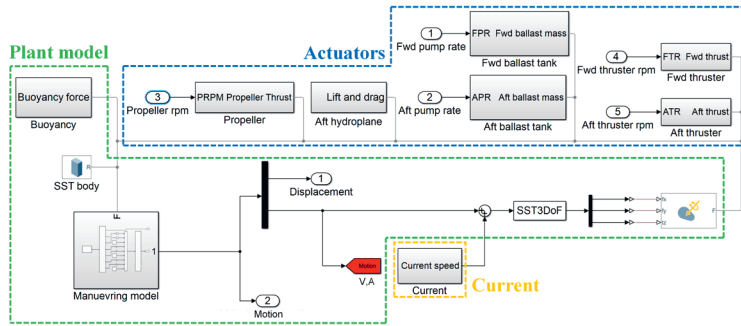 Actuators
Plant model
1
FPR Fwd ballast mass
Fwd pump rate
Fwd ballast tank
4
FTR Fwd thrust
Fwd thruster rpm
Fwd thruster
Buoyancy force
Buoyancy
3
PRPM Propeller Thrust
Propeller rpm
Propeller
Lift and drag
Aft hydroplane
2
APR Aft ballast mass
Aft pump rate
Aft ballast tank
5
ATR Aft thrust
Aft thruster rpm
Aft thruster
R
SST body
1
Displacement
SST3DoF
fx
fy
tz
F
F
1
Manuevring model
Motion
V,A
2
Motion
Current speed
Current
Current